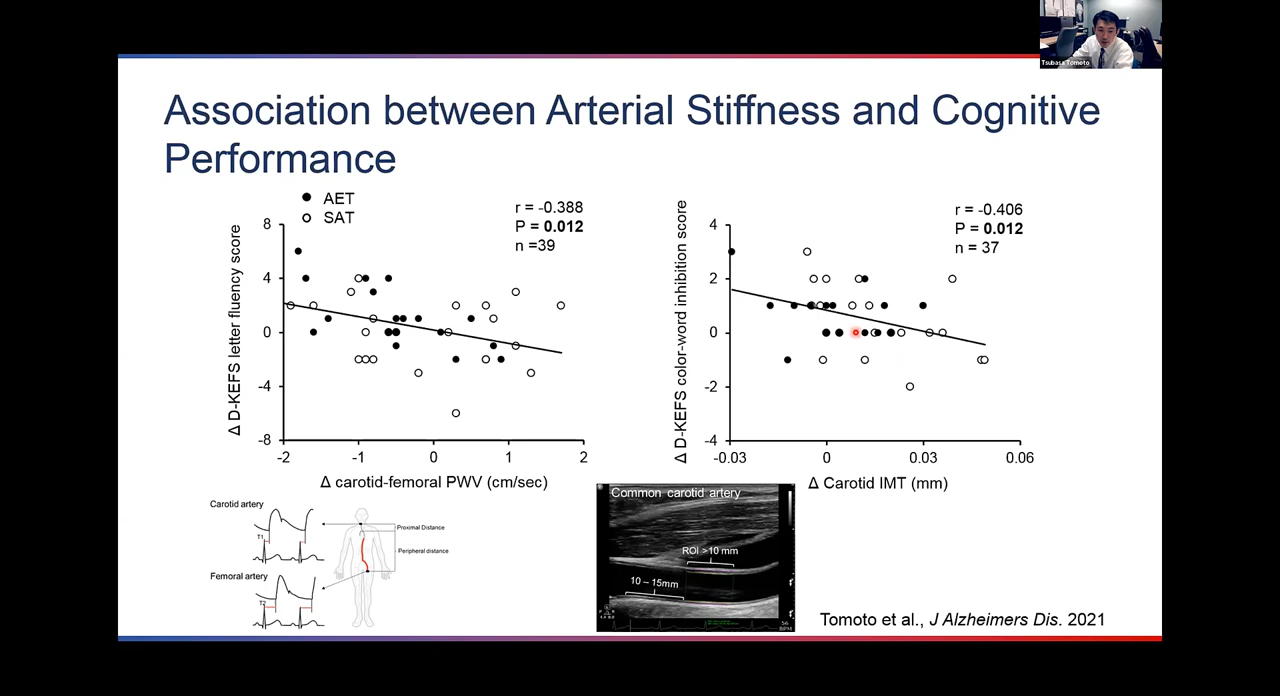 Tsubasa Tomoto
Association between Arterial Stiffness and Cognitive
Performance
AET
SAT
r = -0.388
P = 0.012
n =39
Δ D-KEFS letter fluency score
8
4
0
-4
-8
-2
-1
0
1
2
Δ carotid-femoral PWV (cm/sec)
r = -0.406
P = 0.012
n = 37
Δ D-KEFS color-word inhibition score
4
2
0
-2
-4
-0.03
0
0.03
0.06
Δ Carotid IMT (mm)
Carotid artery
T1
Proximal Distance
Peripheral distance
Femoral artery
T2
Common carotid artery
ROI >10 mm
10 – 15mm
56
BPM
Tomoto et al., J Alzheimers Dis. 2021